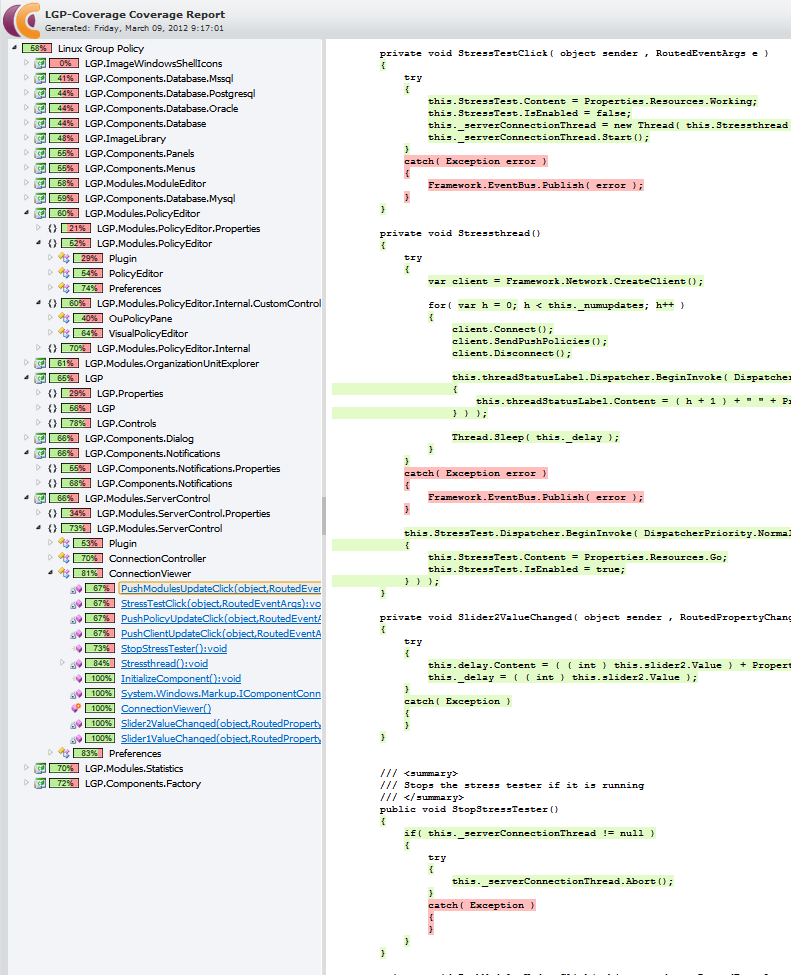 LGP-Coverage Coverage Report
Generated: Friday, March 09, 2012 9:17:01
68% Linux Group Policy
0% LGP.ImageWindowsShellIcons
41% LGP.Components.Database.Mssql
44% LGP.Components.Database.Postgresql
44% LGP.Components.Database.Oracle
44% LGP.Components.Database
48% LGP.ImageLibrary
55% LGP.Components.Panels
55% LGP.Components.Menus
58% LGP.Modules.ModuleEditor
59% LGP.Components.Database.Mysql
60% LGP.Modules.PolicyEditor
{} 21% LGP.Modules.PolicyEditor.Properties
{} 52% LGP.Modules.PolicyEditor
29% Plugin
54% PolicyEditor
74% Preferences
{} 60% LGP.Modules.PolicyEditor.Internal.CustomControl
40% OuPolicyPane
64% VisualPolicyEditor
{} 70% LGP.Modules.PolicyEditor.Internal
61% LGP.Modules.OrganizationUnitExplorer
65% LGP
{} 29% LGP.Properties
{} 56% LGP
{} 78% LGP.Controls
66% LGP.Components.Dialog
66% LGP.Components.Notifications
{} 55% LGP.Components.Notifications.Properties
{} 68% LGP.Components.Notifications
66% LGP.Modules.ServerControl
{} 34% LGP.Modules.ServerControl.Properties
{} 73% LGP.Modules.ServerControl
53% Plugin
70% ConnectionController
81% ConnectionViewer
67% PushModulesUpdateClick(object,RoutedEver
67% StressTestClick(object,RoutedEventArgs):vo
67% PushPolicyUpdateClick(object,RoutedEventA
67% PushClientUpdateClick(object,RoutedEventA
73% StopStressTester():void
84% Stressthread():void
100% InitializeComponent():void
100% System.Windows.Markup.IComponentConn
100% ConnectionViewer()
100% Slider2ValueChanged(object,RoutedProperty
100% Slider1ValueChanged(object,RoutedProperty
83% Preferences
70% LGP.Modules.Statistics
72% LGP.Components.Factory
private void StressTestClick( object sender , RoutedEventArgs e )
{
try
{
this.StressTest.Content = Properties.Resources.Working;
this.StressTest.IsEnabled = false;
this._serverConnectionThread = new Thread( this.Stressthread
this._serverConnectionThread.Start();
}
catch( Exception error )
{
Framework.EventBus.Publish( error );
}
}
private void Stressthread()
{
try
{
var client = Framework.Network.CreateClient();
for( var h = 0; h < this._numupdates; h++ )
{
client.Connect();
client.SendPushPolicies();
client.Disconnect();
this.threadStatusLabel.Dispatcher.BeginInvoke( Dispatcher
{
this.threadStatusLabel.Content = ( h + 1 ) + " " + Pr
} ) );
Thread.Sleep( this._delay );
}
}
catch( Exception error )
{
Framework.EventBus.Publish( error );
}
this.StressTest.Dispatcher.BeginInvoke( DispatcherPriority.Normal
{
this.StressTest.Content = Properties.Resources.Go;
this.StressTest.IsEnabled = true;
} ) );
}
private void Slider2ValueChanged( object sender , RoutedPropertyChang
{
try
{
this.delay.Content = ( ( int ) this.slider2.Value ) + Propert
this._delay = ( ( int ) this.slider2.Value );
}
catch( Exception )
{
}
}
/// <summary>
/// Stops the stress tester if it is running
/// </summary>
public void StopStressTester()
{
if( this._serverConnectionThread != null )
{
try
{
this._serverConnectionThread.Abort();
}
catch( Exception )
{
}
}
}